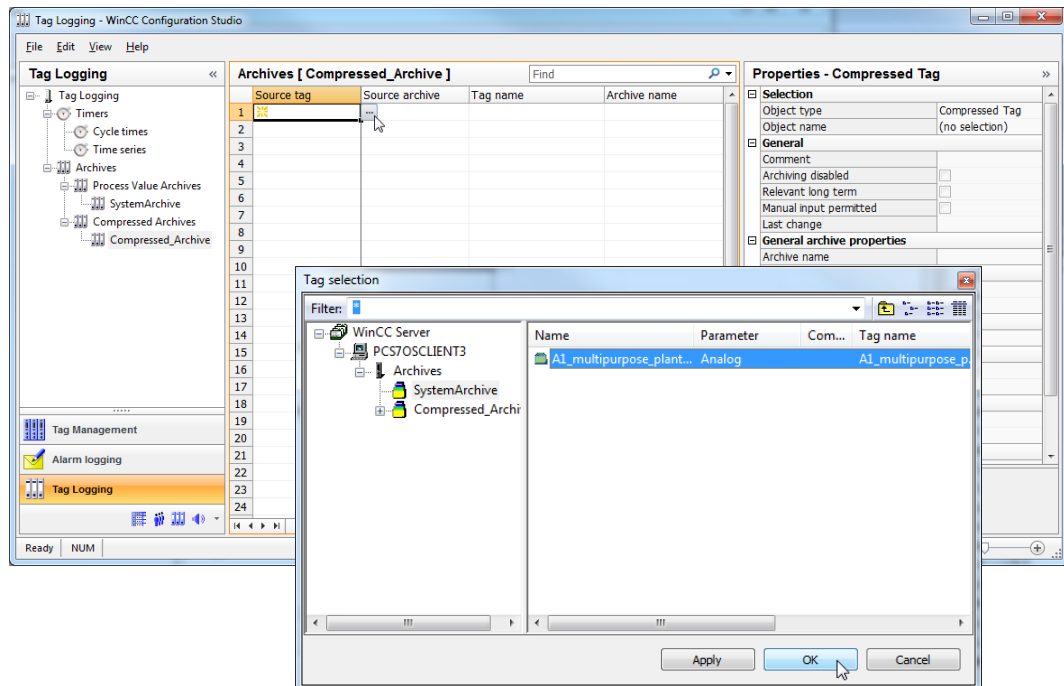 Tag Logging - WinCC Configuration Studio
File Edit View Help
Tag Logging «
Tag Logging
Timers
Cycle times
Time series
Archives
Process Value Archives
SystemArchive
Compressed Archives
Compressed_Archive
Tag Management
Alarm logging
Tag Logging
Archives [ Compressed_Archive ] Find
Source tag Source archive Tag name Archive name
1 ...
2
3
4
5
6
7
8
9
10
11
12
13
14
15
16
17
18
19
20
21
22
23
24
Properties - Compressed Tag »
Selection
Object type Compressed Tag
Object name (no selection)
General
Comment
Archiving disabled
Relevant long term
Manual input permitted
Last change
General archive properties
Archive name
Ready NUM
Tag selection
Filter: *
WinCC Server
PCS7OSCLIENT3
Archives
SystemArchive
Compressed_Archi
Name Parameter Com... Tag name
A1_multipurpose_plant... Analog A1_multipurpose_p
Apply OK Cancel